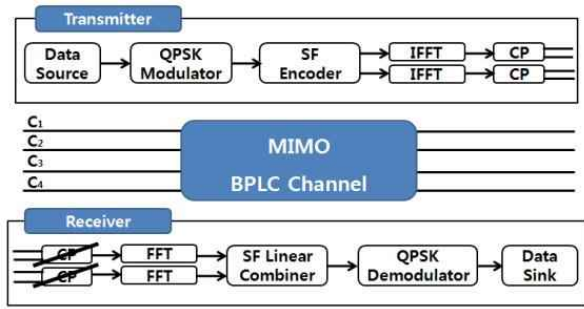 Transmitter
Data Source
QPSK Modulator
SF Encoder
IFFT
CP
IFFT
CP
C1
C2
C3
C4
MIMO
BPLC Channel
Receiver
CP
FFT
CP
FFT
SF Linear Combiner
QPSK Demodulator
Data Sink